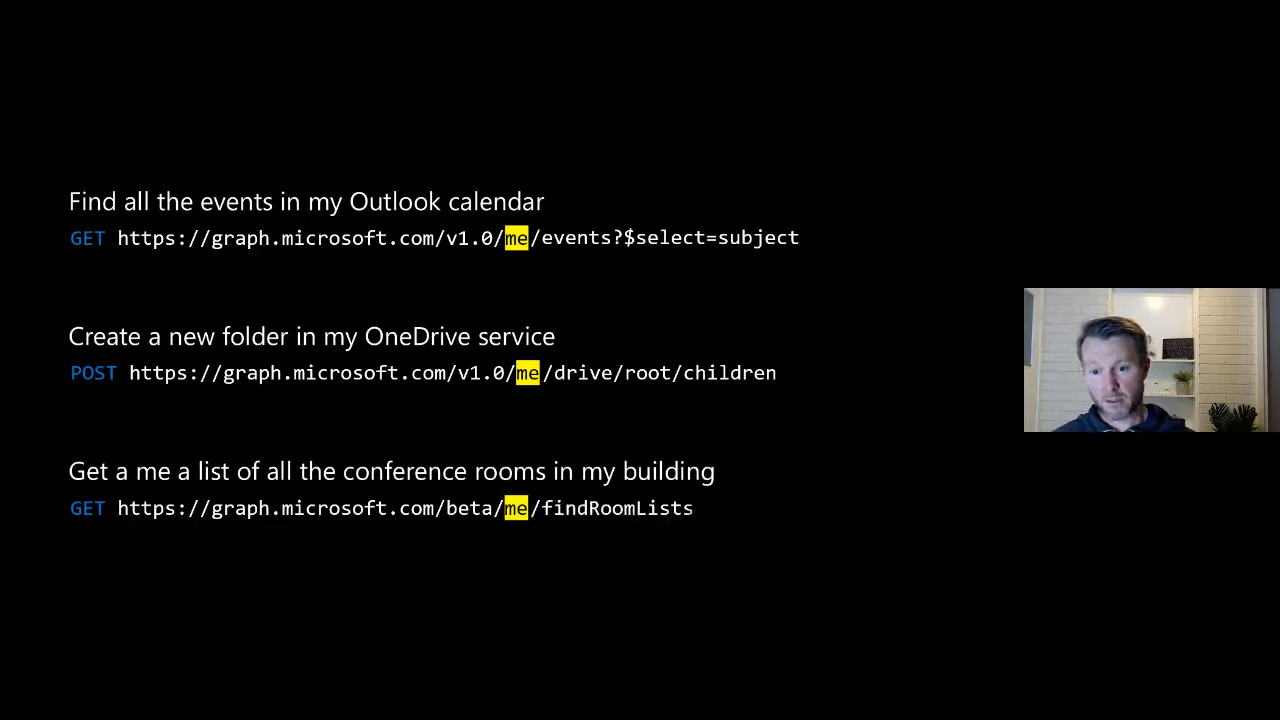 Find all the events in my Outlook calendar
GET https://graph.microsoft.com/v1.0/me/events?$select=subject
Create a new folder in my OneDrive service
POST https://graph.microsoft.com/v1.0/me/drive/root/children
Get a me a list of all the conference rooms in my building
GET https://graph.microsoft.com/beta/me/findRoomLists